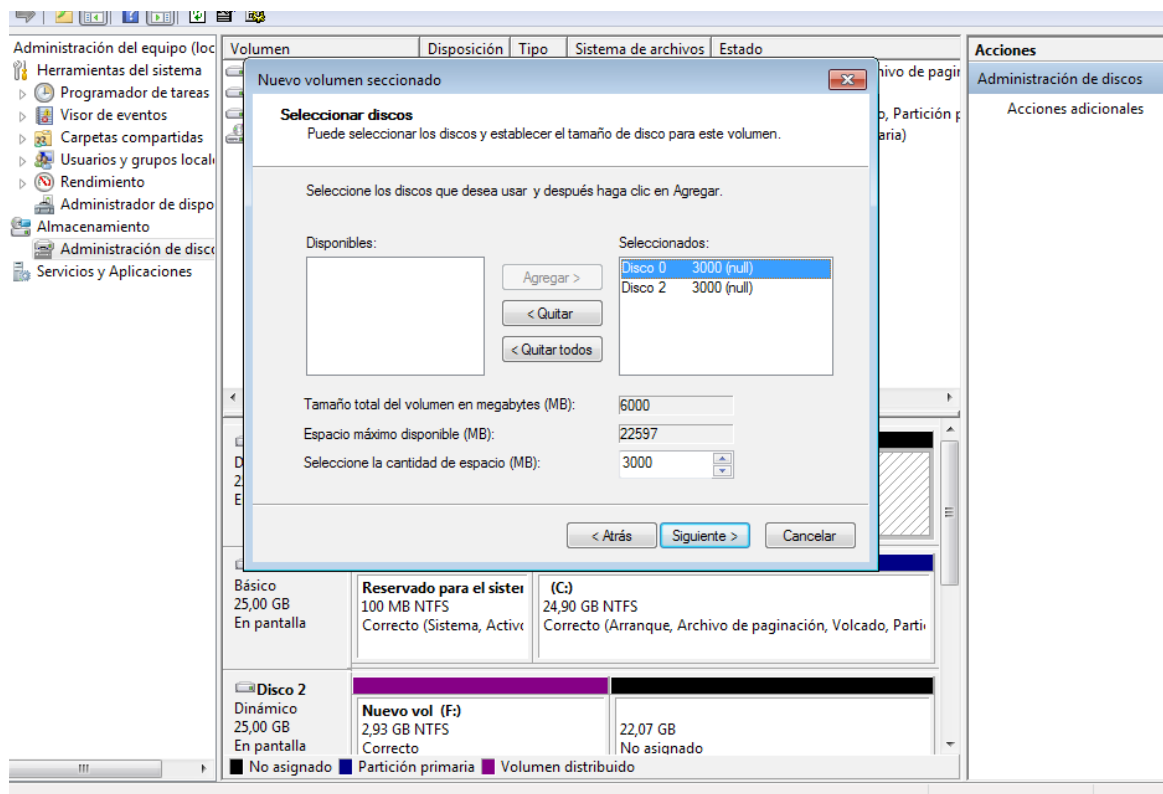 Administración del equipo (loc
Herramientas del sistema
Programador de tareas
Visor de eventos
Carpetas compartidas
Usuarios y grupos locale
Rendimiento
Administrador de dispo
Almacenamiento
Administración de disco
Servicios y Aplicaciones
Volumen Disposición Tipo Sistema de archivos Estado
hivo de pagin
o, Partición p
aria)
Nuevo volumen seccionado
Seleccionar discos
Puede seleccionar los discos y establecer el tamaño de disco para este volumen.
Seleccione los discos que desea usar y después haga clic en Agregar.
Disponibles: Seleccionados:
Disco 0 3000 (null)
Disco 2 3000 (null)
Agregar >
< Quitar
< Quitar todos
Tamaño total del volumen en megabytes (MB): 6000
Espacio máximo disponible (MB): 22597
Seleccione la cantidad de espacio (MB): 3000
< Atrás Siguiente > Cancelar
D
2
E
Básico
25,00 GB
En pantalla
Reservado para el sister
100 MB NTFS
Correcto (Sistema, Activo
(C:)
24,90 GB NTFS
Correcto (Arranque, Archivo de paginación, Volcado, Parti
Disco 2
Dinámico
25,00 GB
En pantalla
Nuevo vol (F:)
2,93 GB NTFS
Correcto
22,07 GB
No asignado
No asignado Partición primaria Volumen distribuido
Acciones
Administración de discos
Acciones adicionales